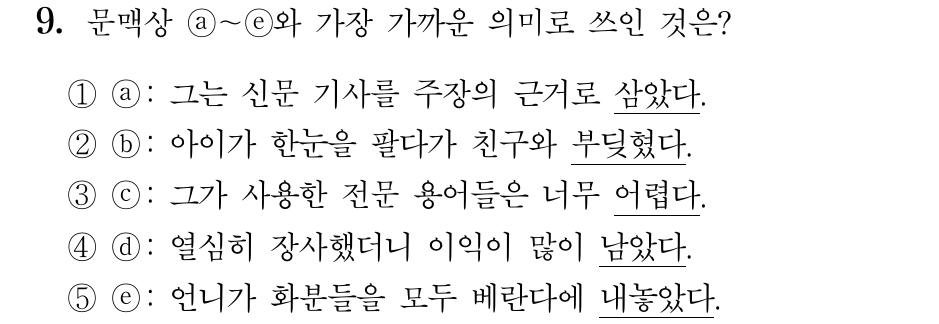 9. 문맥상 ⓐ~ⓔ와 가장 가까운 의미로 쓰인 것은?
① ⓐ: 그는 신문 기사를 주장의 근거로 삼았다.
② ⓑ: 아이가 한눈을 팔다가 친구와 부딪혔다.
③ ⓒ: 그가 사용한 전문 용어들은 너무 어렵다.
④ ⓓ: 열심히 장사했더니 이익이 많이 남았다.
⑤ ⓔ: 언니가 화분들을 모두 베란다에 내놓았다.